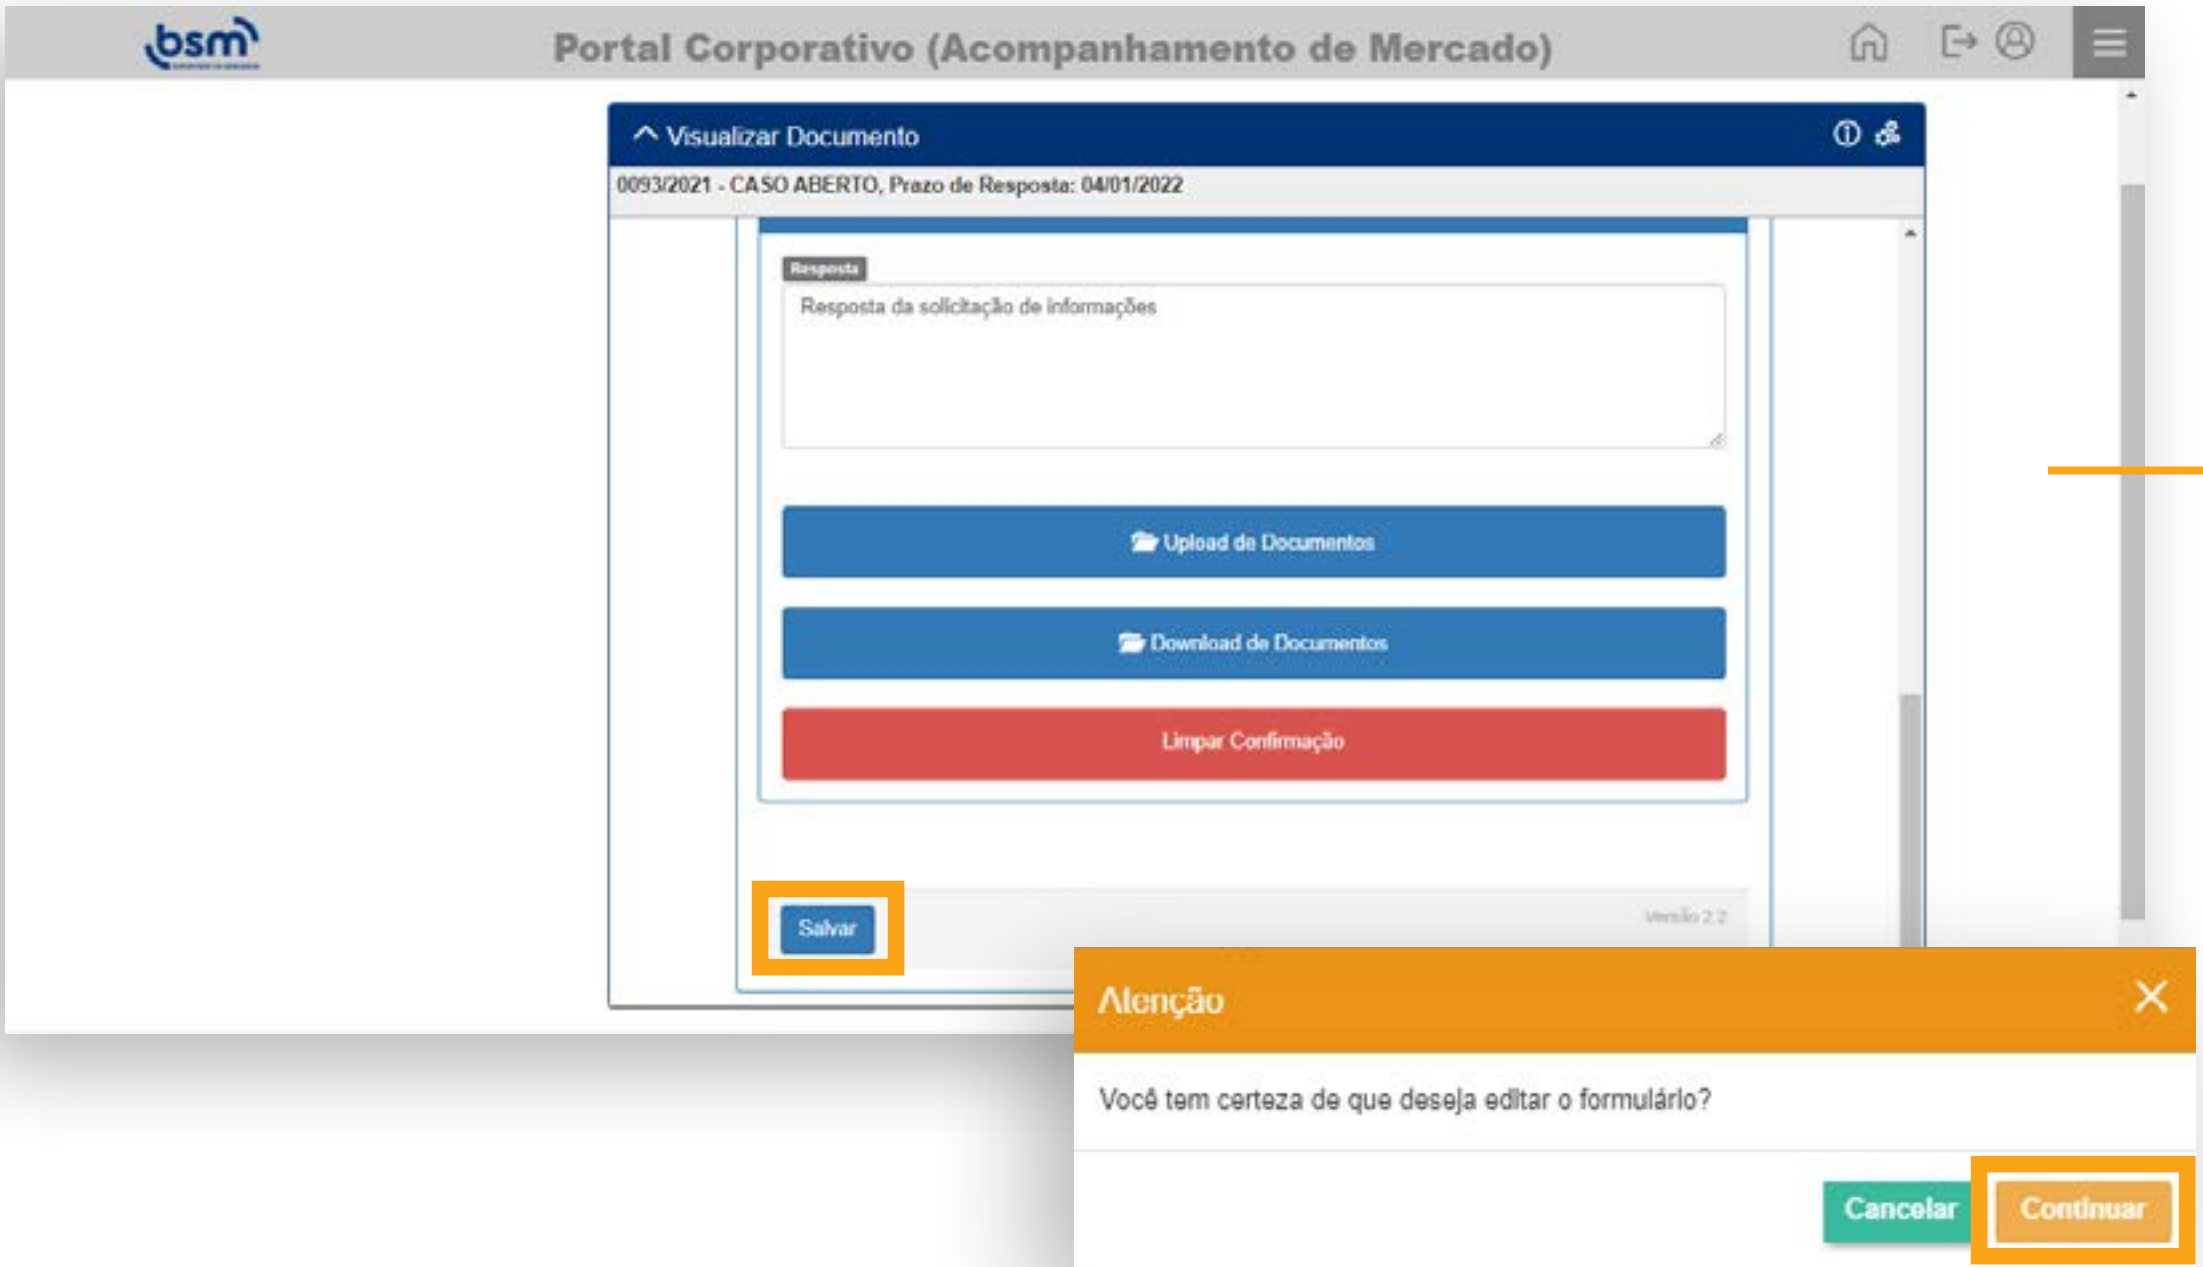 bsm
Portal Corporativo (Acompanhamento de Mercado)
Visualizar Documento
0093/2021 - CASO ABERTO, Prazo de Resposta: 04/01/2022
Resposta
Resposta da solicitação de informações
Upload de Documentos
Download de Documentos
Limpar Confirmação
Salvar
Versão 2.2
Atenção
Você tem certeza de que deseja editar o formulário?
Cancelar
Continuar